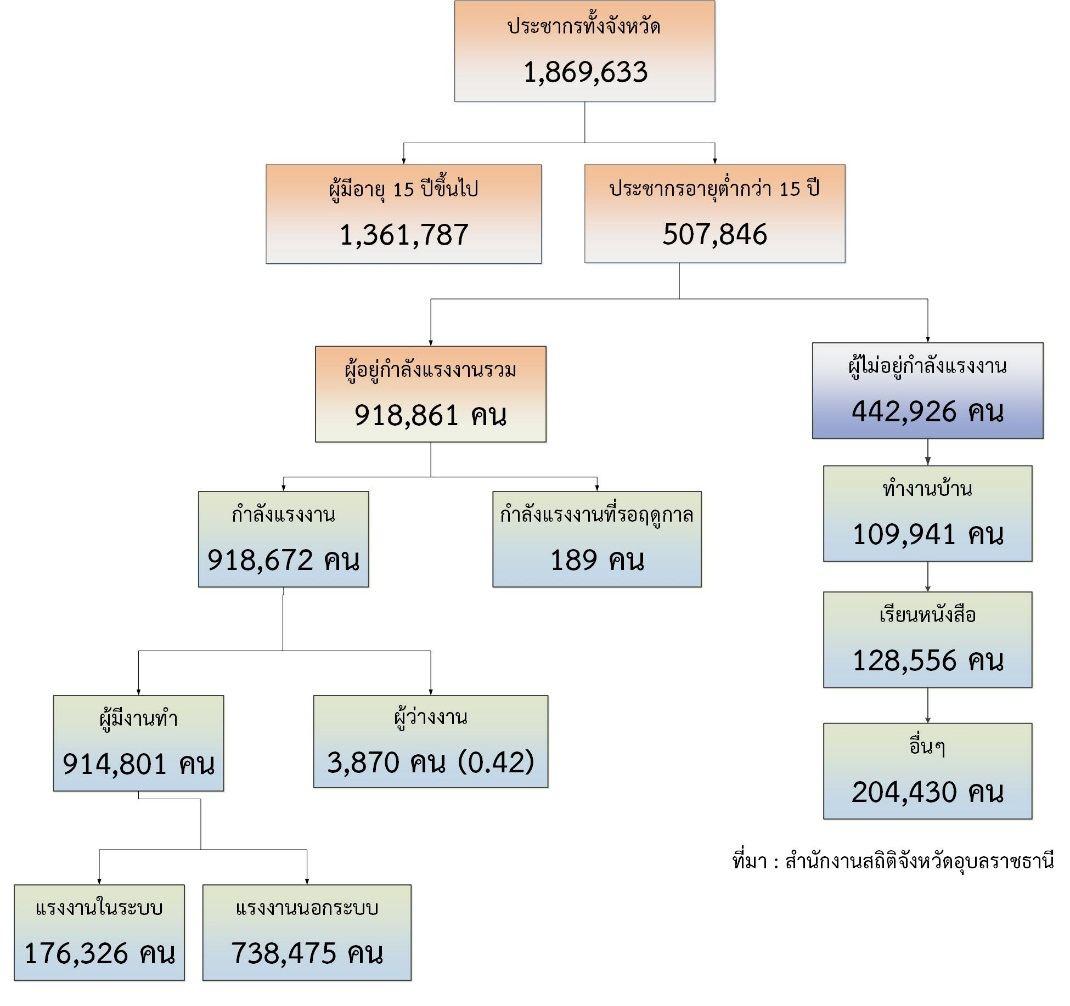 ประชากรทั้งจังหวัด
1,869,633
ผู้มีอายุ 15 ปีขึ้นไป
1,361,787
ประชากรอายุต่ำกว่า 15 ปี
507,846
ผู้อยู่กำลังแรงงานรวม
918,861 คน
ผู้ไม่อยู่กำลังแรงงาน
442,926 คน
กำลังแรงงาน
918,672 คน
กำลังแรงงานที่รอฤดูกาล
189 คน
ทำงานบ้าน
109,941 คน
เรียนหนังสือ
128,556 คน
ผู้มีงานทำ
914,801 คน
ผู้ว่างงาน
3,870 คน (0.42)
อื่นๆ
204,430 คน
ที่มา : สำนักงานสถิติจังหวัดอุบลราชธานี
แรงงานในระบบ
176,326 คน
แรงงานนอกระบบ
738,475 คน